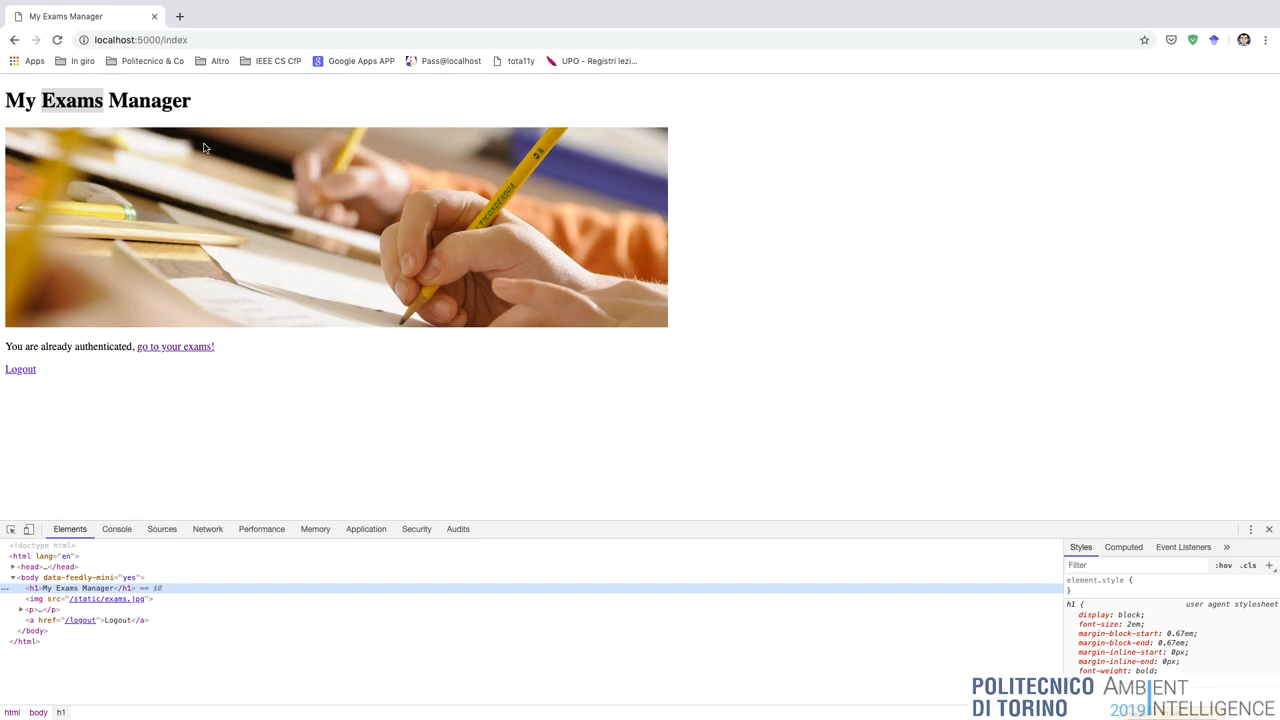 My Exams Manager
localhost:5000/index
Apps In giro Politecnico & Co Altro IEEE CS CfP Google Apps APP Pass@localhost tota11y UPO - Registri lezi...
My Exams Manager
TICONDEROGA
You are already authenticated, go to your exams!
Logout
Elements Console Sources Network Performance Memory Application Security Audits
<!doctype html>
<html lang="en">
<head>…</head>
<body data-feedly-mini="yes">
<h1>My Exams Manager</h1> == $0
<img src="/static/exams.jpg">
<p>…</p>
<a href="/logout">Logout</a>
</body>
</html>
Styles Computed Event Listeners »
Filter :hov .cls +
element.style {
}
h1 { user agent stylesheet
display: block;
font-size: 2em;
margin-block-start: 0.67em;
margin-block-end: 0.67em;
margin-inline-start: 0px;
margin-inline-end: 0px;
font-weight: bold;
html body h1
POLITECNICO
DI TORINO
AMBIENT
2019 INTELLIGENCE